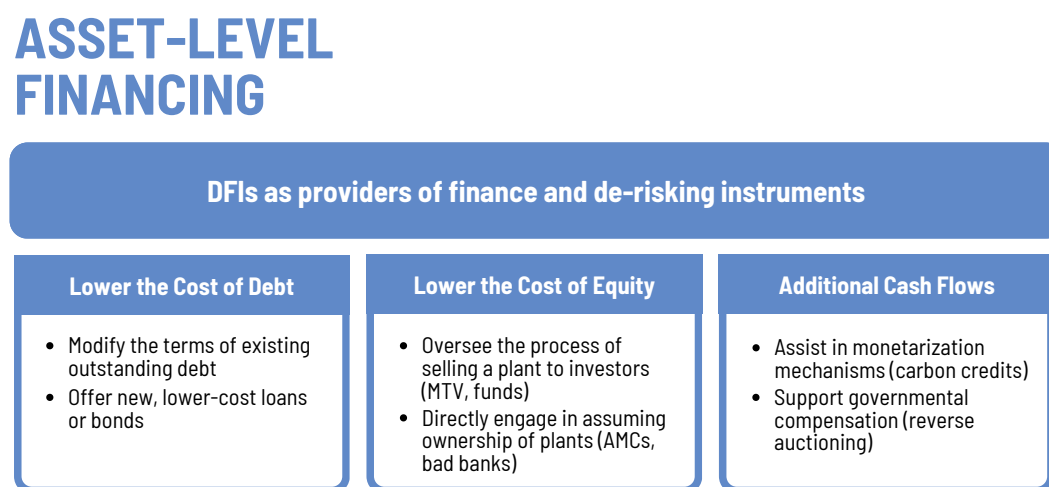 ASSET-LEVEL
FINANCING
DFIs as providers of finance and de-risking instruments
Lower the Cost of Debt
• Modify the terms of existing
outstanding debt
• Offer new, lower-cost loans
or bonds
Lower the Cost of Equity
• Oversee the process of
selling a plant to investors
(MTV, funds)
• Directly engage in assuming
ownership of plants (AMCs,
bad banks)
Additional Cash Flows
• Assist in monetarization
mechanisms (carbon credits)
• Support governmental
compensation (reverse
auctioning)